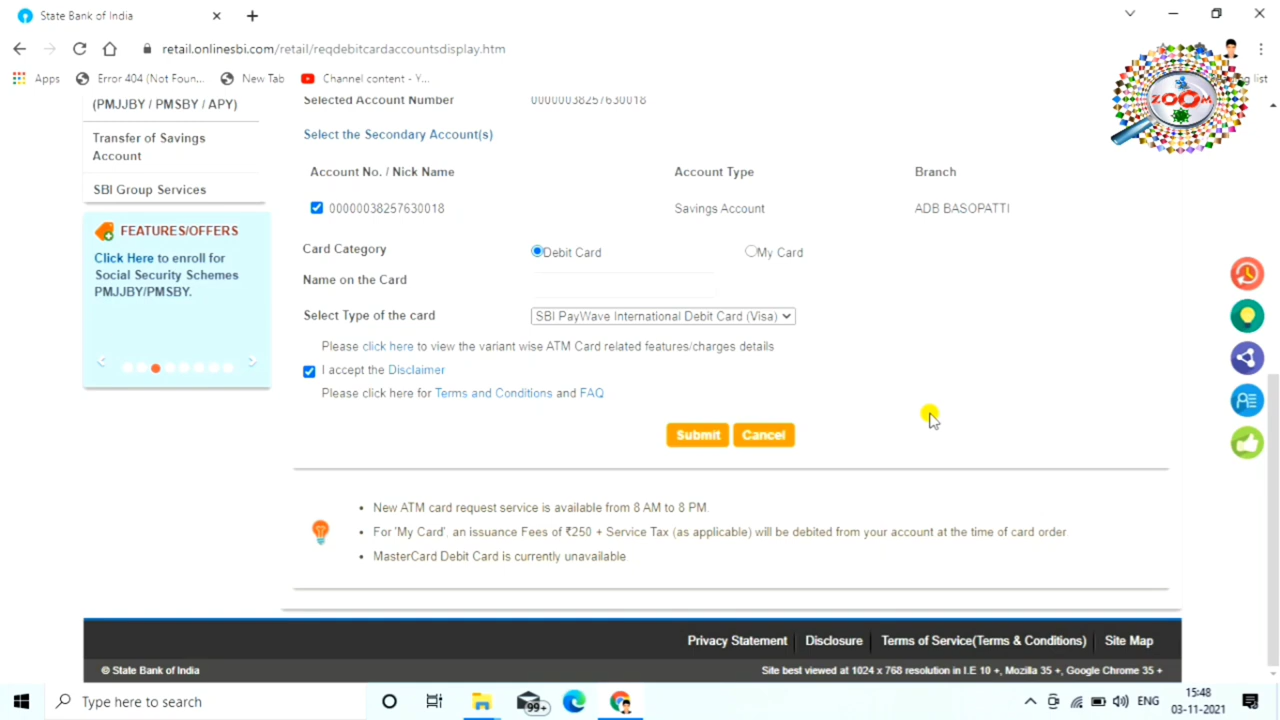 State Bank of India
retail.onlinesbi.com/retail/reqdebitcardaccountsdisplay.htm
Apps Error 404 (Not Foun... New Tab Channel content - Y... list
ZOOM
(PMJJBY / PMSBY / APY)
Transfer of Savings
Account
SBI Group Services
FEATURES/OFFERS
Click Here to enroll for
Social Security Schemes
PMJJBY/PMSBY.
Selected Account Number 00000038257630018
Select the Secondary Account(s)
Account No. / Nick Name Account Type Branch
00000038257630018 Savings Account ADB BASOPATTI
Card Category Debit Card My Card
Name on the Card
Select Type of the card SBI PayWave International Debit Card (Visa)
Please click here to view the variant wise ATM Card related features/charges details
I accept the Disclaimer
Please click here for Terms and Conditions and FAQ
Submit Cancel
New ATM card request service is available from 8 AM to 8 PM.
For 'My Card', an issuance Fees of ₹250 + Service Tax (as applicable) will be debited from your account at the time of card order
MasterCard Debit Card is currently unavailable
Privacy Statement Disclosure Terms of Service(Terms & Conditions) Site Map
© State Bank of India Site best viewed at 1024 x 768 resolution in I.E 10 +, Mozilla 35 +, Google Chrome 35 +
Type here to search 99+ ENG 15:48
03-11-2021